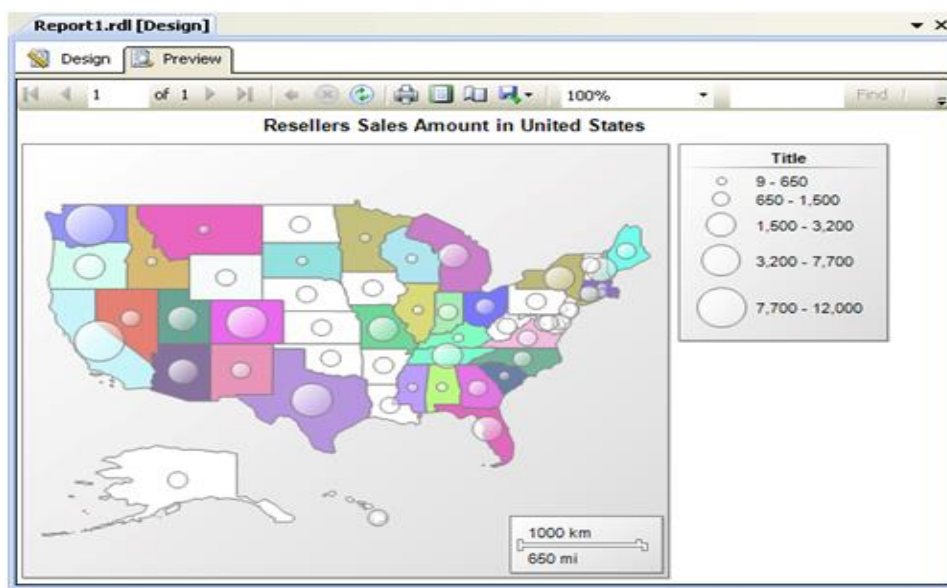 Report1.rdl [Design]
Design Preview
1 of 1 100% Find
Resellers Sales Amount in United States
Title
9 - 650
650 - 1,500
1,500 - 3,200
3,200 - 7,700
7,700 - 12,000
1000 km
650 mi